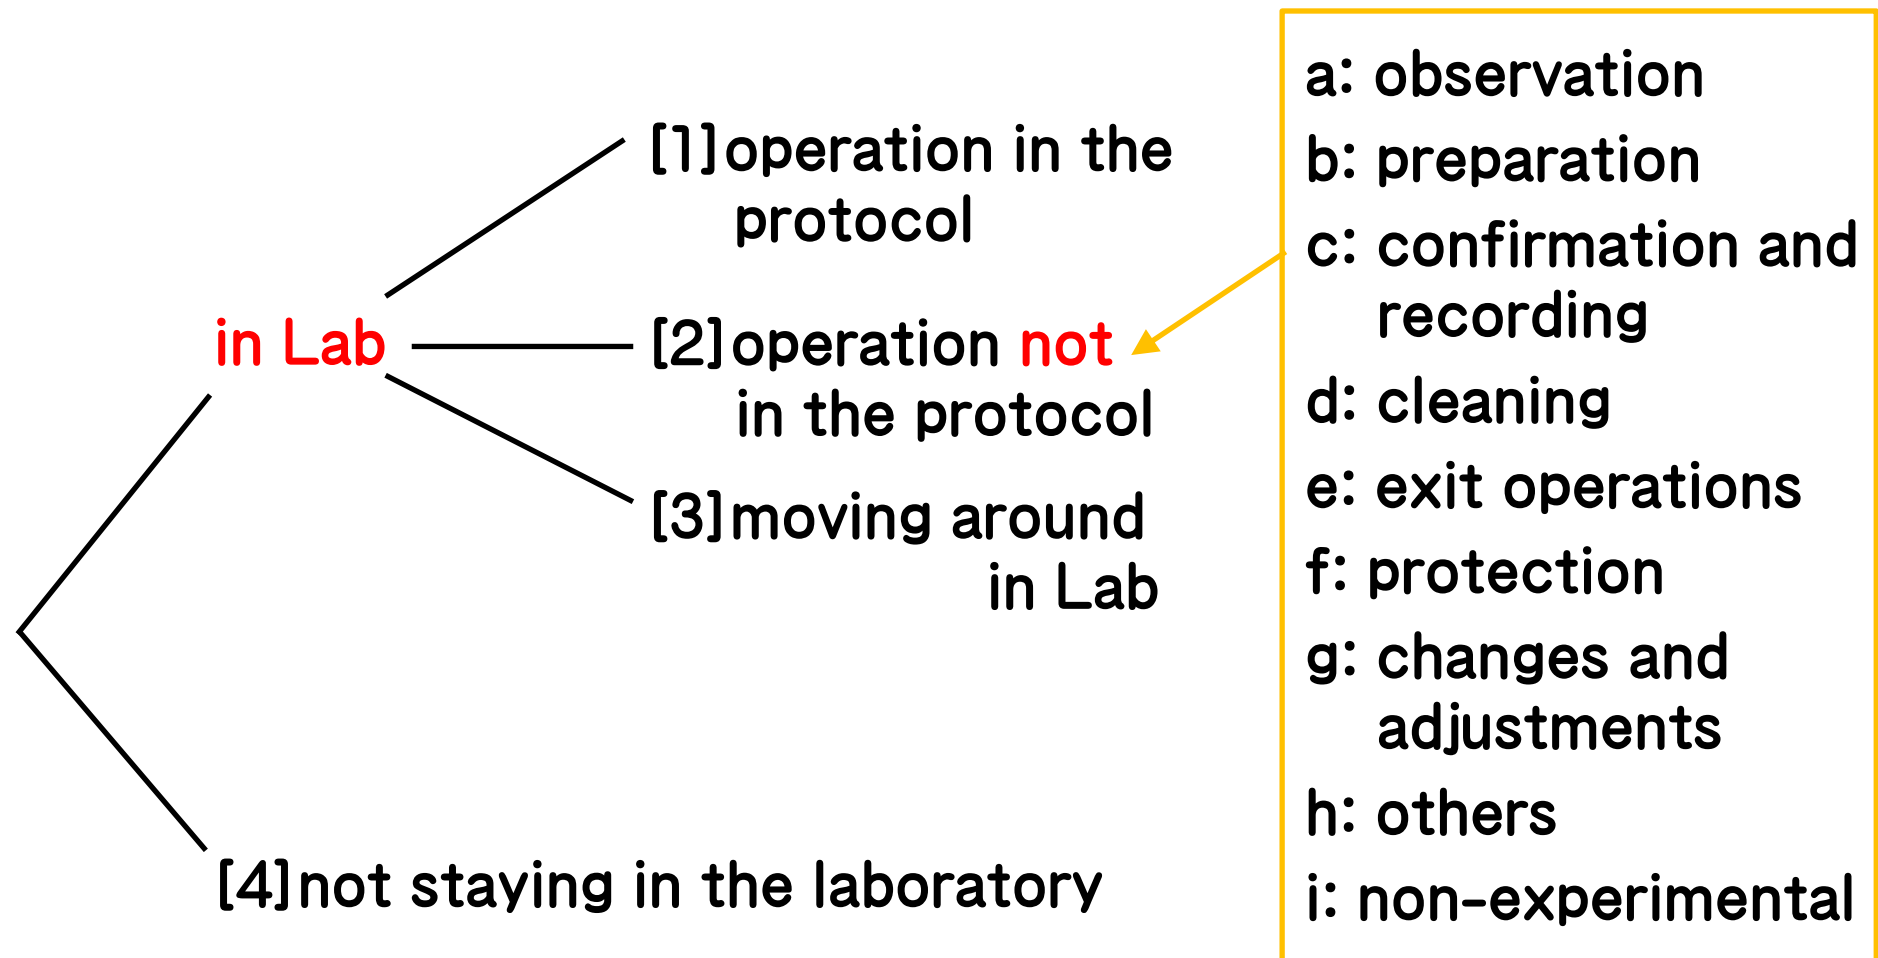 [1]operation in the
protocol
in Lab
[2]operation not
in the protocol
[3]moving around
in Lab
[4]not staying in the laboratory
a: observation
b: preparation
c: confirmation and
recording
d: cleaning
e: exit operations
f: protection
g: changes and
adjustments
h: others
i: non-experimental